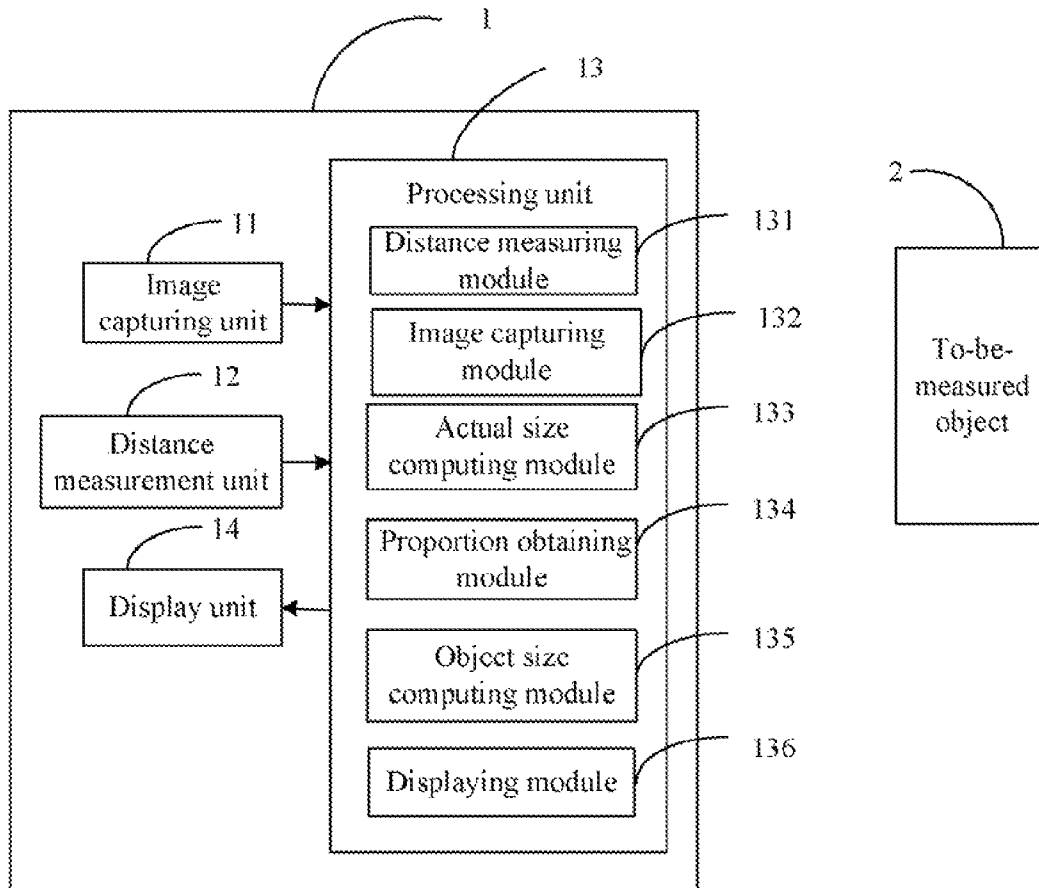 1
13
Processing unit
2
11
131
Distance measuring
module
Image
capturing unit
132
Image capturing
module
To-be-
measured
object
12
133
Distance
measurement unit
Actual size
computing module
14
134
Proportion obtaining
module
Display unit
135
Object size
computing module
136
Displaying module